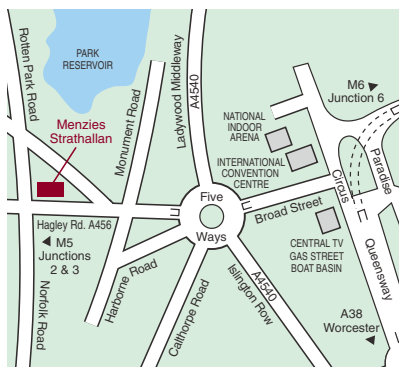 Rotten Park Road
PARK
RESERVOIR
Ladywood Middleway
A4540
M6
Junction 6
Menzies
Strathallan
Monument Road
NATIONAL
INDOOR
ARENA
INTERNATIONAL
CONVENTION
CENTRE
Paradise
Circus
Five
Ways
Broad Street
Hagley Rd. A456
M5
Junctions
2 & 3
CENTRAL TV
GAS STREET
BOAT BASIN
Queensway
Norfolk Road
Harborne Road
Calthorpe Road
Islington Row
A4540
A38
Worcester